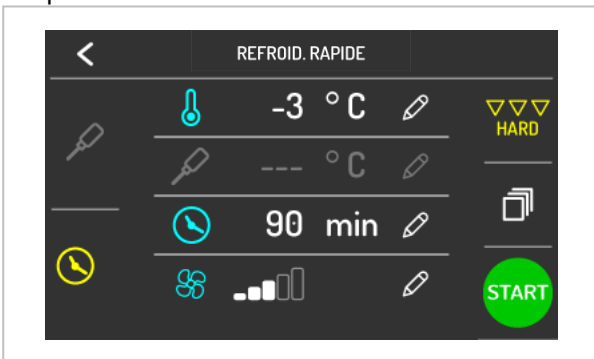 REFROID. RAPIDE
-3 °C
HARD
--- °C
90 min
START